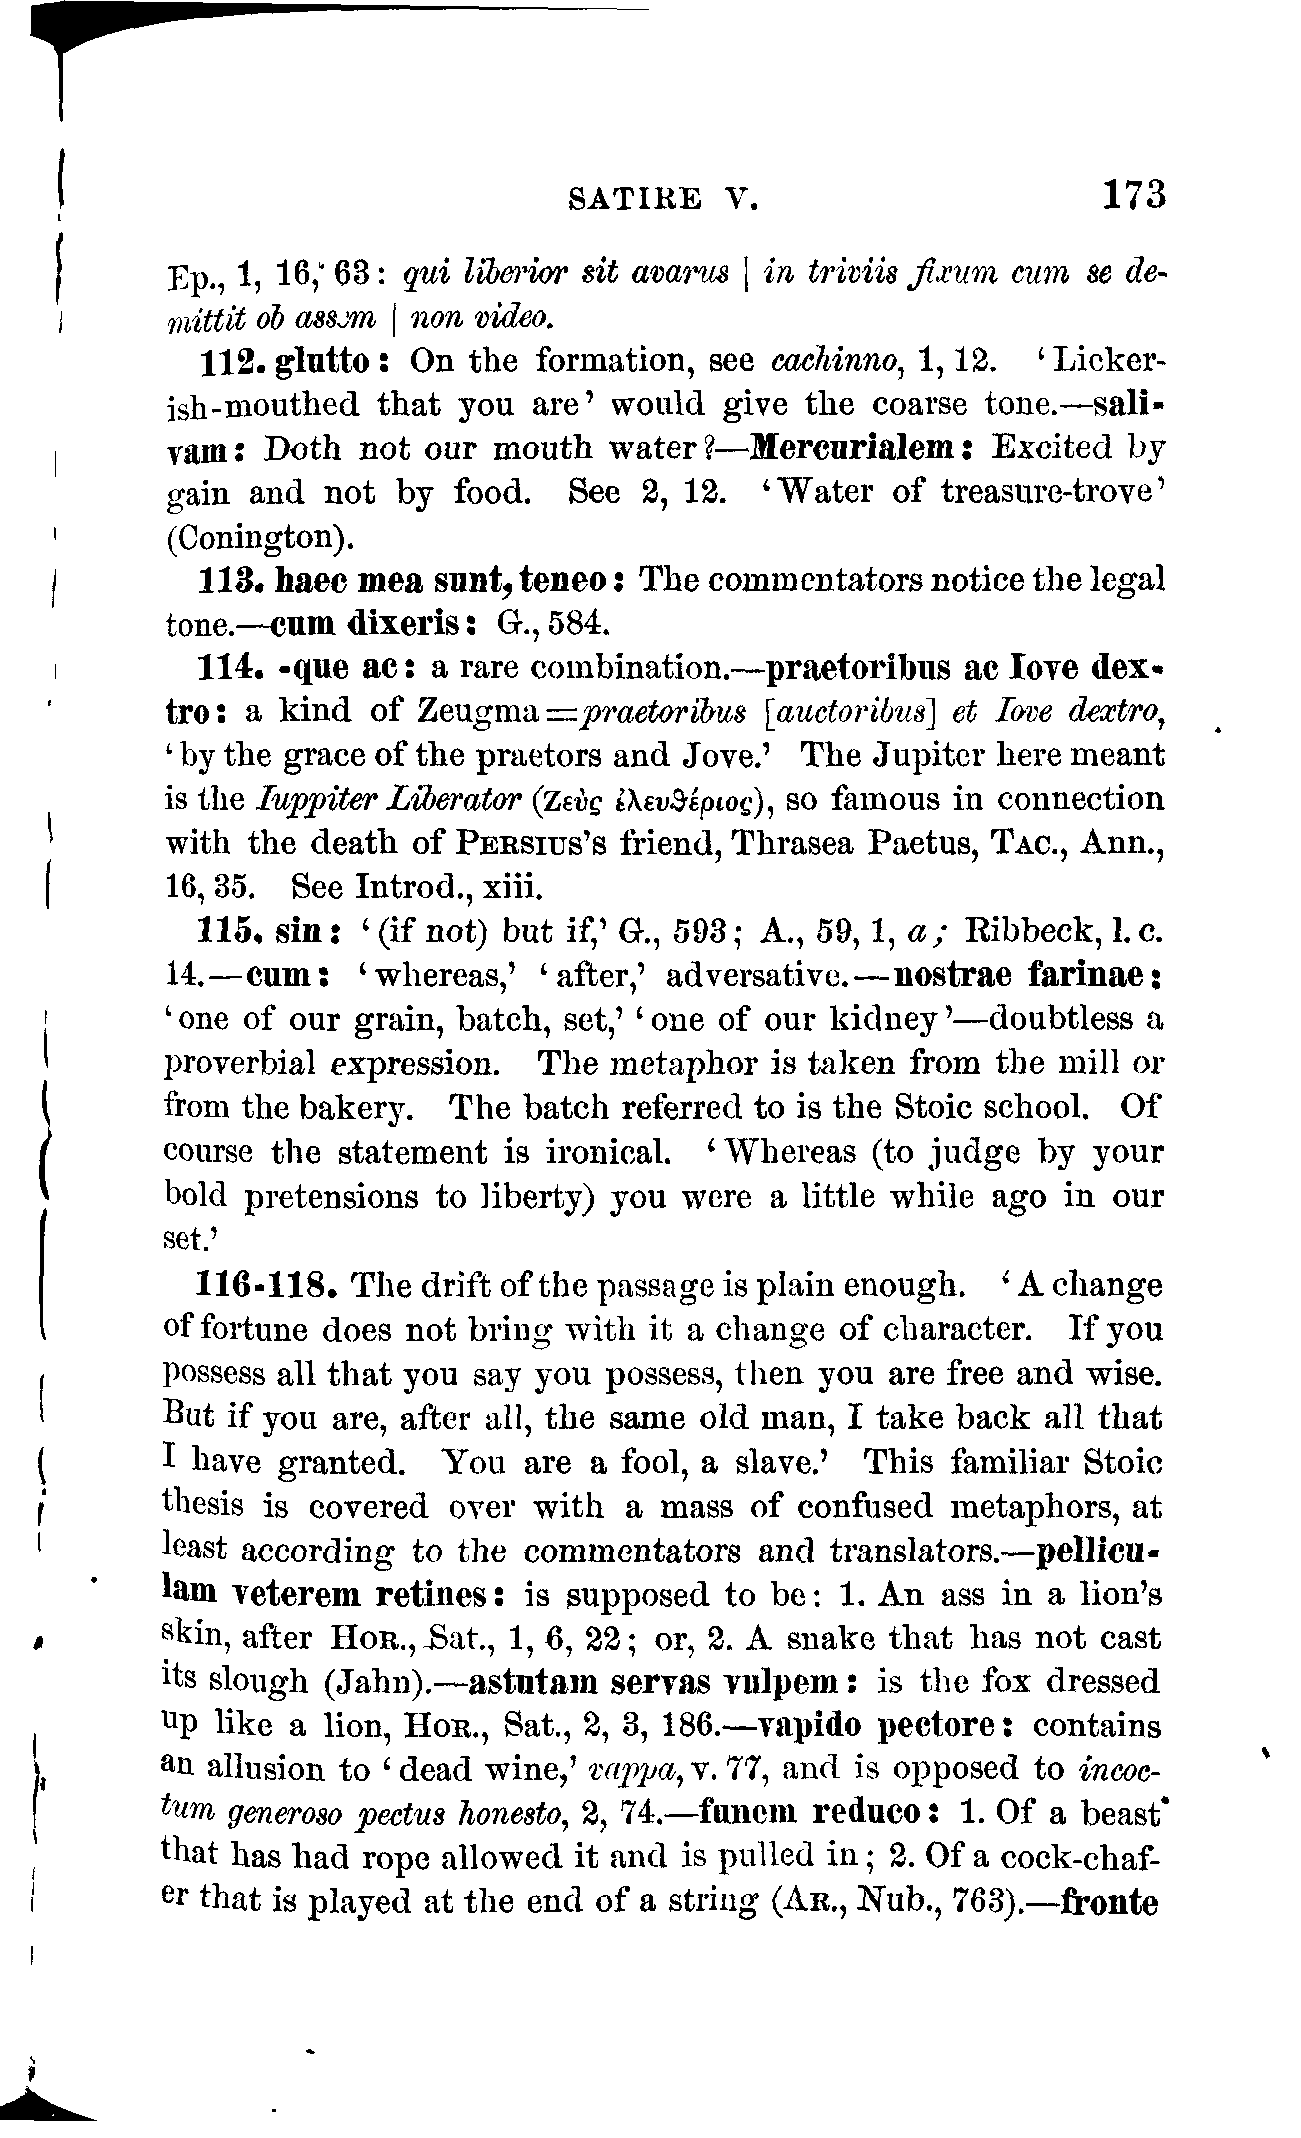 SATIRE V. 173
Ep., 1, 16, 63: qui liberior sit avarus | in triviis fixum cum se de-
mittit ob assem | non video.
112. glutto: On the formation, see cachinno, 1, 12. ‘Licker-
ish-mouthed that you are’ would give the coarse tone.—sali-
vam: Doth not our mouth water?—Mercurialem: Excited by
gain and not by food. See 2, 12. ‘Water of treasure-trove’
(Conington).
113. haec mea sunt, teneo: The commentators notice the legal
tone.—cum dixeris: G., 584.
114. -que ac: a rare combination.—praetoribus ac Iove dex-
tro: a kind of Zeugma=praetoribus [auctoribus] et Iove dextro,
‘by the grace of the praetors and Jove.’ The Jupiter here meant
is the Iuppiter Liberator (Ζεὺς ἐλευϑέριος), so famous in connection
with the death of PERSIUS’s friend, Thrasea Paetus, TAC., Ann.,
16, 35. See Introd., xiii.
115. sin: ‘(if not) but if,’ G., 593; A., 59, 1, a; Ribbeck, l. c.
14.—cum: ‘whereas,’ ‘after,’ adversative.—nostrae farinae:
‘one of our grain, batch, set,’ ‘one of our kidney’—doubtless a
proverbial expression. The metaphor is taken from the mill or
from the bakery. The batch referred to is the Stoic school. Of
course the statement is ironical. ‘Whereas (to judge by your
bold pretensions to liberty) you were a little while ago in our
set.’
116-118. The drift of the passage is plain enough. ‘A change
of fortune does not bring with it a change of character. If you
possess all that you say you possess, then you are free and wise.
But if you are, after all, the same old man, I take back all that
I have granted. You are a fool, a slave.’ This familiar Stoic
thesis is covered over with a mass of confused metaphors, at
least according to the commentators and translators.—pellicu-
lam veterem retines: is supposed to be: 1. An ass in a lion’s
skin, after HOR., Sat., 1, 6, 22; or, 2. A snake that has not cast
its slough (Jahn).—astutam servas vulpem: is the fox dressed
up like a lion, HOR., Sat., 2, 3, 186.—vapido pectore: contains
an allusion to ‘dead wine,’ vappa, v. 77, and is opposed to incoc-
tum generoso pectus honesto, 2, 74.—funem reduco: 1. Of a beast
that has had rope allowed it and is pulled in; 2. Of a cock-chaf-
er that is played at the end of a string (AR., Nub., 763).—fronte